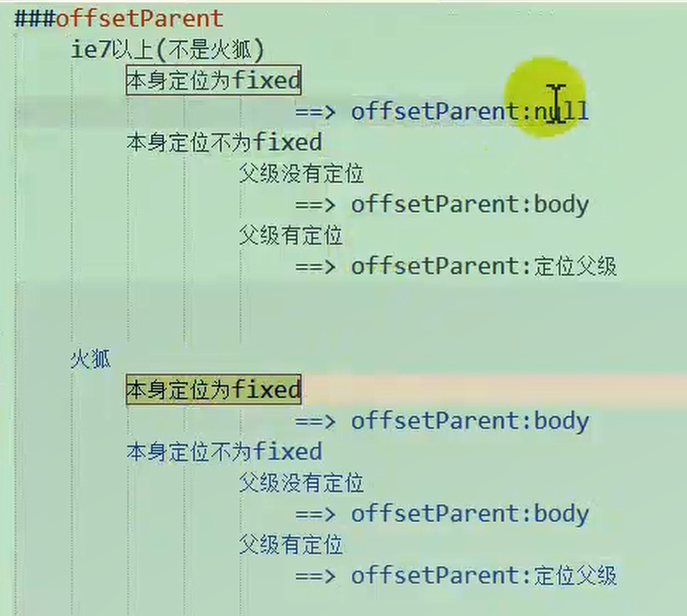 ###offsetParent
ie7以上(不是火狐)
本身定位为fixed
==> offsetParent:null
本身定位不为fixed
父级没有定位
==> offsetParent:body
父级有定位
==> offsetParent:定位父级
火狐
本身定位为fixed
==> offsetParent:body
本身定位不为fixed
父级没有定位
==> offsetParent:body
父级有定位
==> offsetParent:定位父级